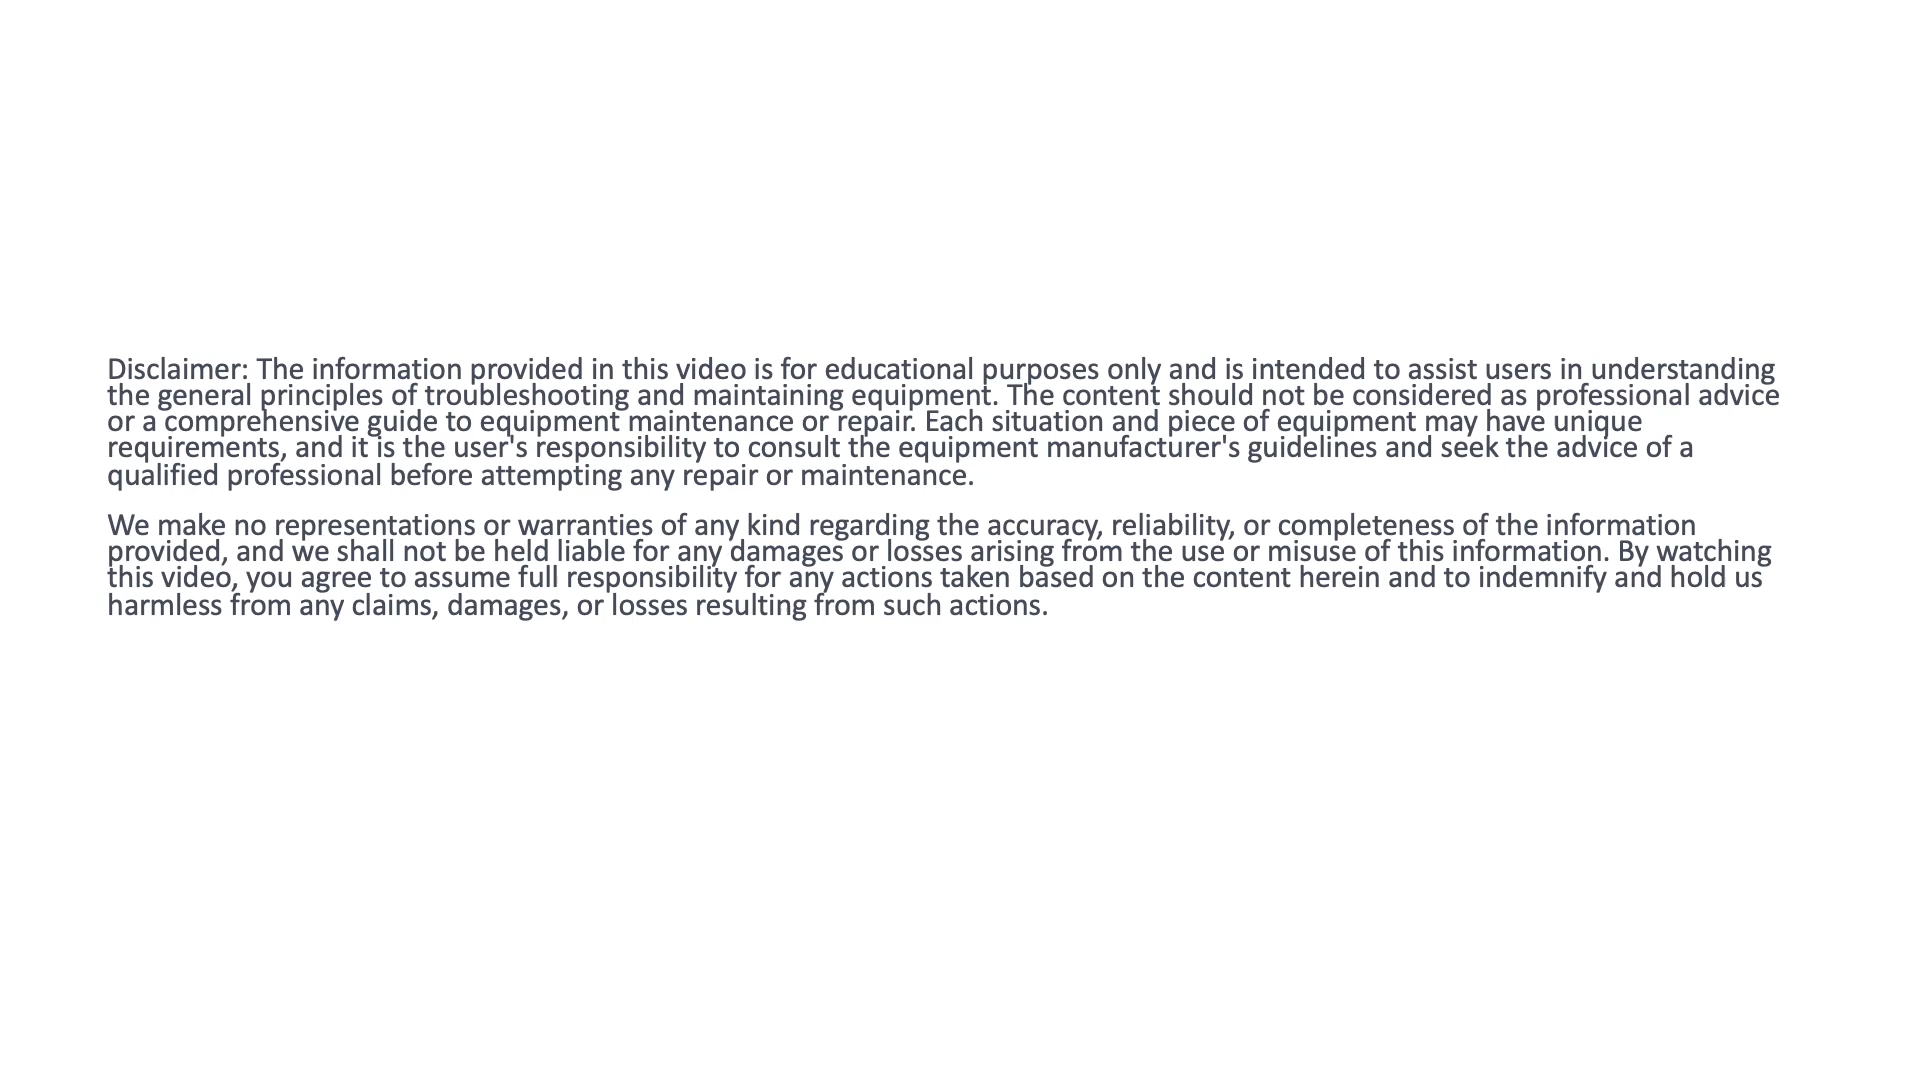 Disclaimer: The information provided in this video is for educational purposes only and is intended to assist users in understanding
the general principles of troubleshooting and maintaining equipment. The content should not be considered as professional advice
or a comprehensive guide to equipment maintenance or repair. Each situation and piece of equipment may have unique
requirements, and it is the user's responsibility to consult the equipment manufacturer's guidelines and seek the advice of a
qualified professional before attempting any repair or maintenance.
We make no representations or warranties of any kind regarding the accuracy, reliability, or completeness of the information
provided, and we shall not be held liable for any damages or losses arising from the use or misuse of this information. By watching
this video, you agree to assume full responsibility for any actions taken based on the content herein and to indemnify and hold us
harmless from any claims, damages, or losses resulting from such actions.